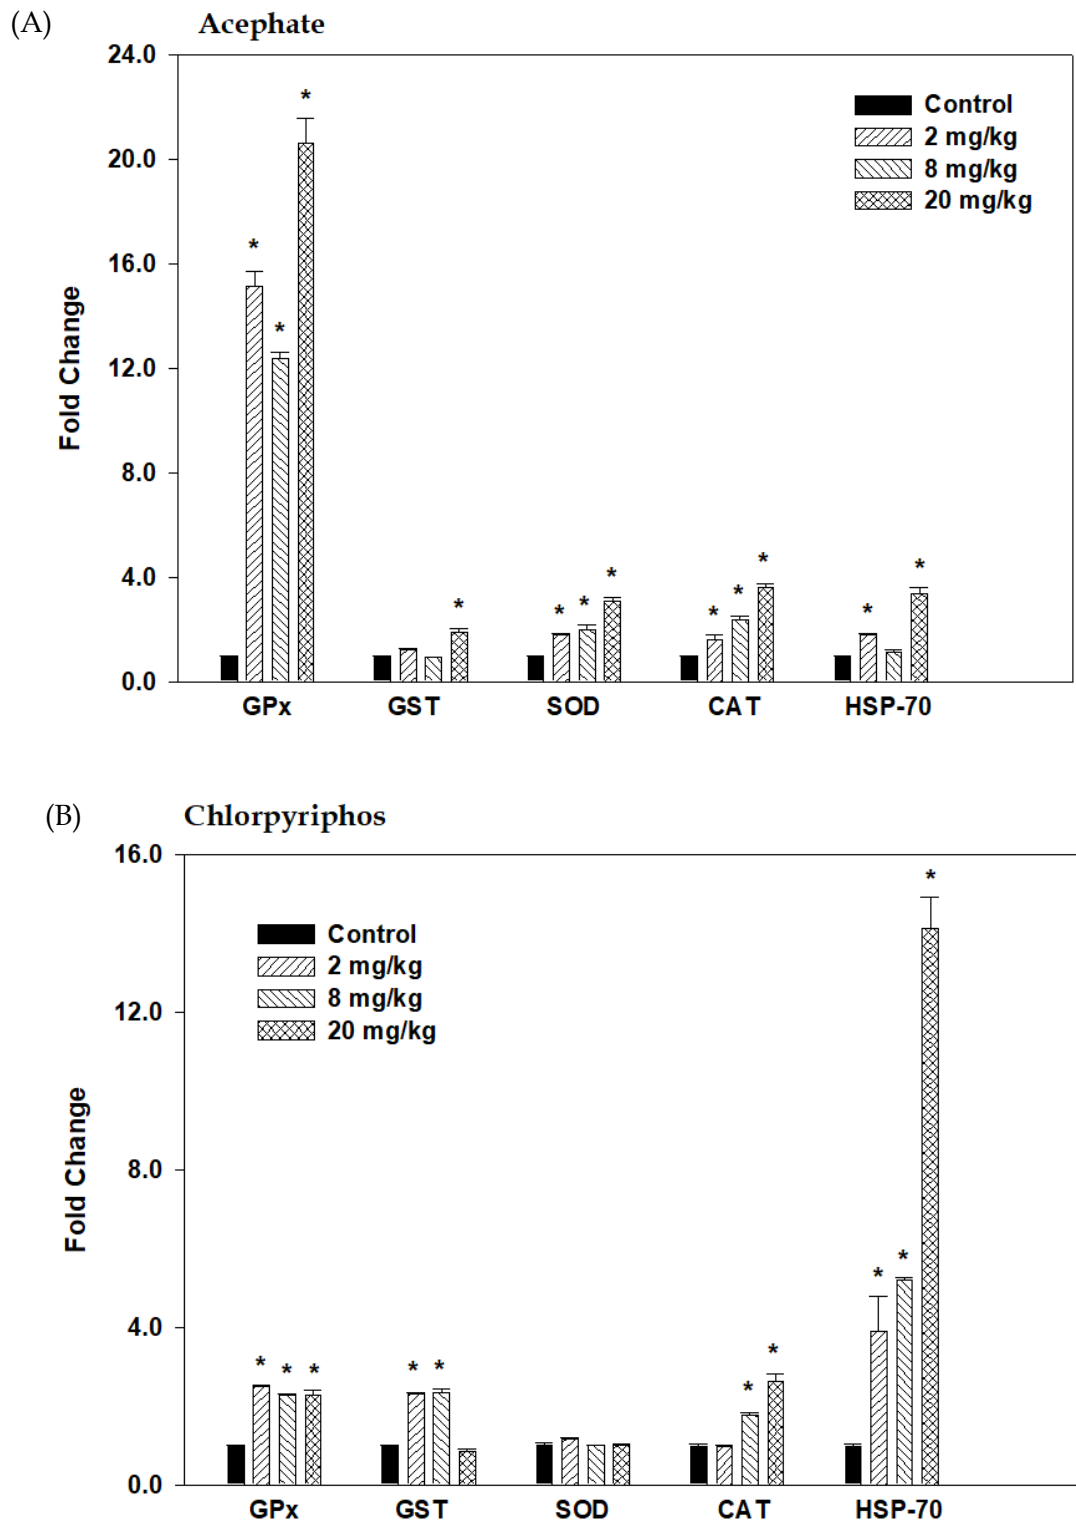 (A)
Acephate
24.0
20.0
16.0
12.0
8.0
4.0
0.0
Fold Change
Control
2 mg/kg
8 mg/kg
20 mg/kg
* * *
*
* * *
* * *
* *
GPx GST SOD CAT HSP-70
(B)
Chlorpyriphos
16.0
12.0
8.0
4.0
0.0
Fold Change
Control
2 mg/kg
8 mg/kg
20 mg/kg
* * *
* *
* *
* * *
GPx GST SOD CAT HSP-70